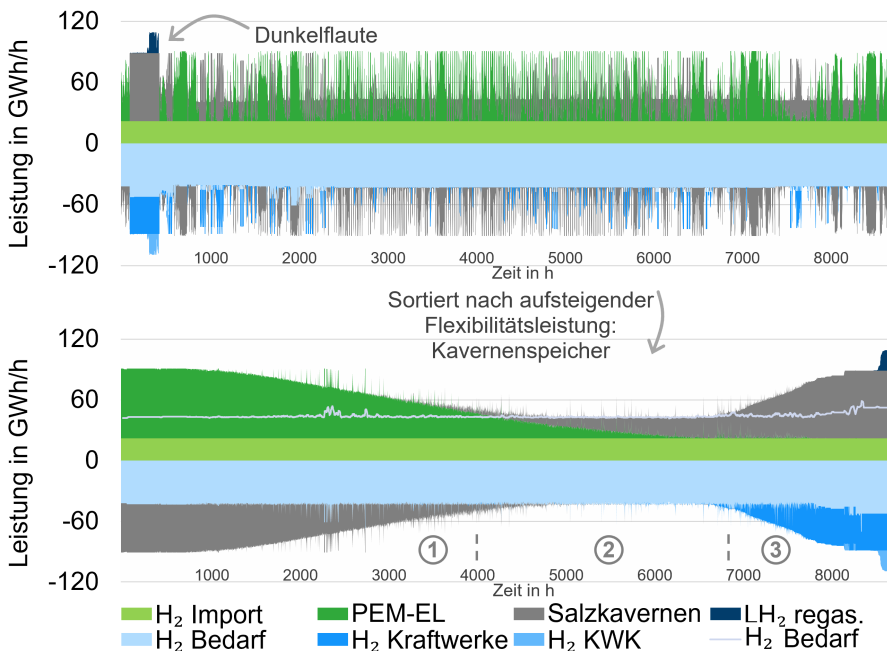 120
Dunkelflaute
60
0
-60
-120
Leistung in GWh/h
1000 2000 3000 4000 5000 6000 7000 8000
Zeit in h
Sortiert nach aufsteigender
Flexibilitätsleistung:
Kavernenspeicher
120
60
0
-60
-120
Leistung in GWh/h
1 2 3
1000 2000 3000 4000 5000 6000 7000 8000
Zeit in h
H₂ Import PEM-EL Salzkavernen LH₂ regas.
H₂ Bedarf H₂ Kraftwerke H₂ KWK H₂ Bedarf